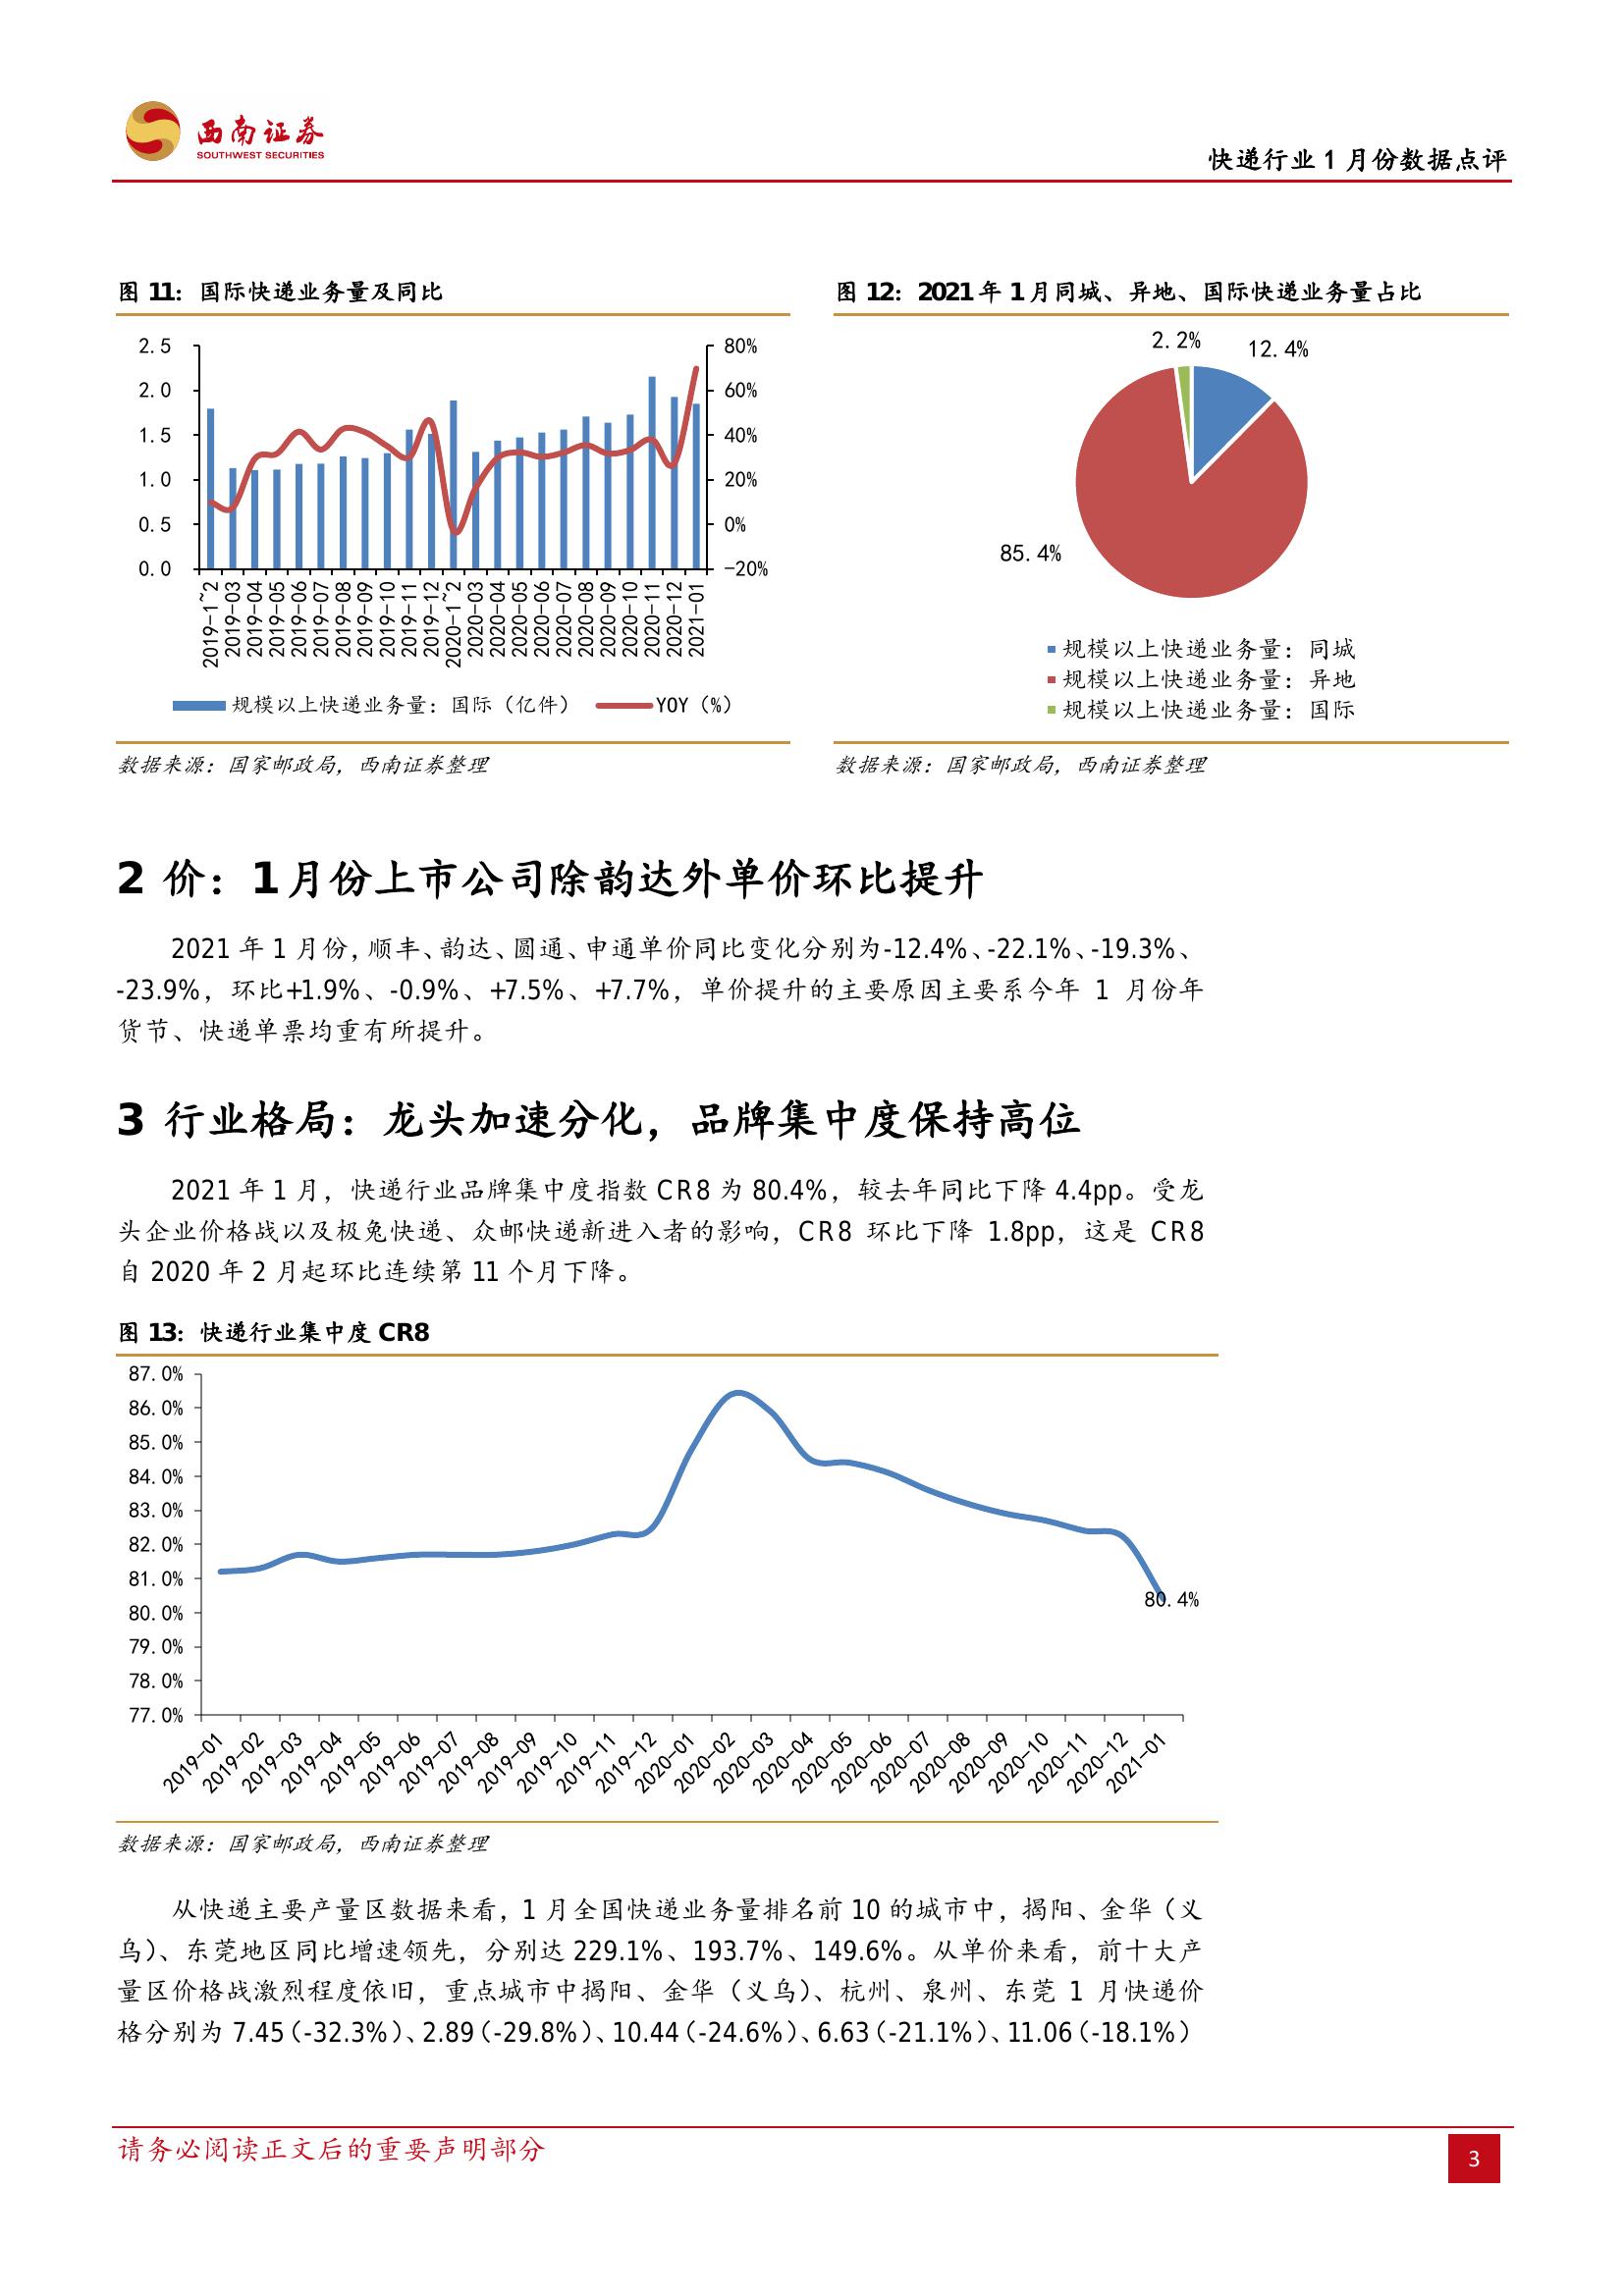 西南证券
SOUTHWEST SECURITIES
快递行业 1 月份数据点评
图 11：国际快递业务量及同比
2.5
2.0
1.5
1.0
0.5
0.0
80%
60%
40%
20%
0%
-20%
2019-1~2
2019-03
2019-04
2019-05
2019-06
2019-07
2019-08
2019-09
2019-10
2019-11
2019-12
2020-1~2
2020-03
2020-04
2020-05
2020-06
2020-07
2020-08
2020-09
2020-10
2020-11
2020-12
2021-01
规模以上快递业务量：国际（亿件）
YOY（%）
数据来源：国家邮政局，西南证券整理
图 12：2021 年 1 月同城、异地、国际快递业务量占比
2.2%
12.4%
85.4%
规模以上快递业务量：同城
规模以上快递业务量：异地
规模以上快递业务量：国际
数据来源：国家邮政局，西南证券整理
2 价：1 月份上市公司除韵达外单价环比提升
2021 年 1 月份，顺丰、韵达、圆通、申通单价同比变化分别为-12.4%、-22.1%、-19.3%、
-23.9%，环比+1.9%、-0.9%、+7.5%、+7.7%，单价提升的主要原因主要系今年 1 月份年
货节、快递单票均重有所提升。
3 行业格局：龙头加速分化，品牌集中度保持高位
2021 年 1 月，快递行业品牌集中度指数 CR8 为 80.4%，较去年同比下降 4.4pp。受龙
头企业价格战以及极兔快递、众邮快递新进入者的影响，CR8 环比下降 1.8pp，这是 CR8
自 2020 年 2 月起环比连续第 11 个月下降。
图 13：快递行业集中度 CR8
87.0%
86.0%
85.0%
84.0%
83.0%
82.0%
81.0%
80.0%
79.0%
78.0%
77.0%
80.4%
2019-01
2019-02
2019-03
2019-04
2019-05
2019-06
2019-07
2019-08
2019-09
2019-10
2019-11
2019-12
2020-01
2020-02
2020-03
2020-04
2020-05
2020-06
2020-07
2020-08
2020-09
2020-10
2020-11
2020-12
2021-01
数据来源：国家邮政局，西南证券整理
从快递主要产量区数据来看，1 月全国快递业务量排名前 10 的城市中，揭阳、金华（义
乌）、东莞地区同比增速领先，分别达 229.1%、193.7%、149.6%。从单价来看，前十大产
量区价格战激烈程度依旧，重点城市中揭阳、金华（义乌）、杭州、泉州、东莞 1 月快递价
格分别为 7.45（-32.3%）、2.89（-29.8%）、10.44（-24.6%）、6.63（-21.1%）、11.06（-18.1%）
请务必阅读正文后的重要声明部分
3